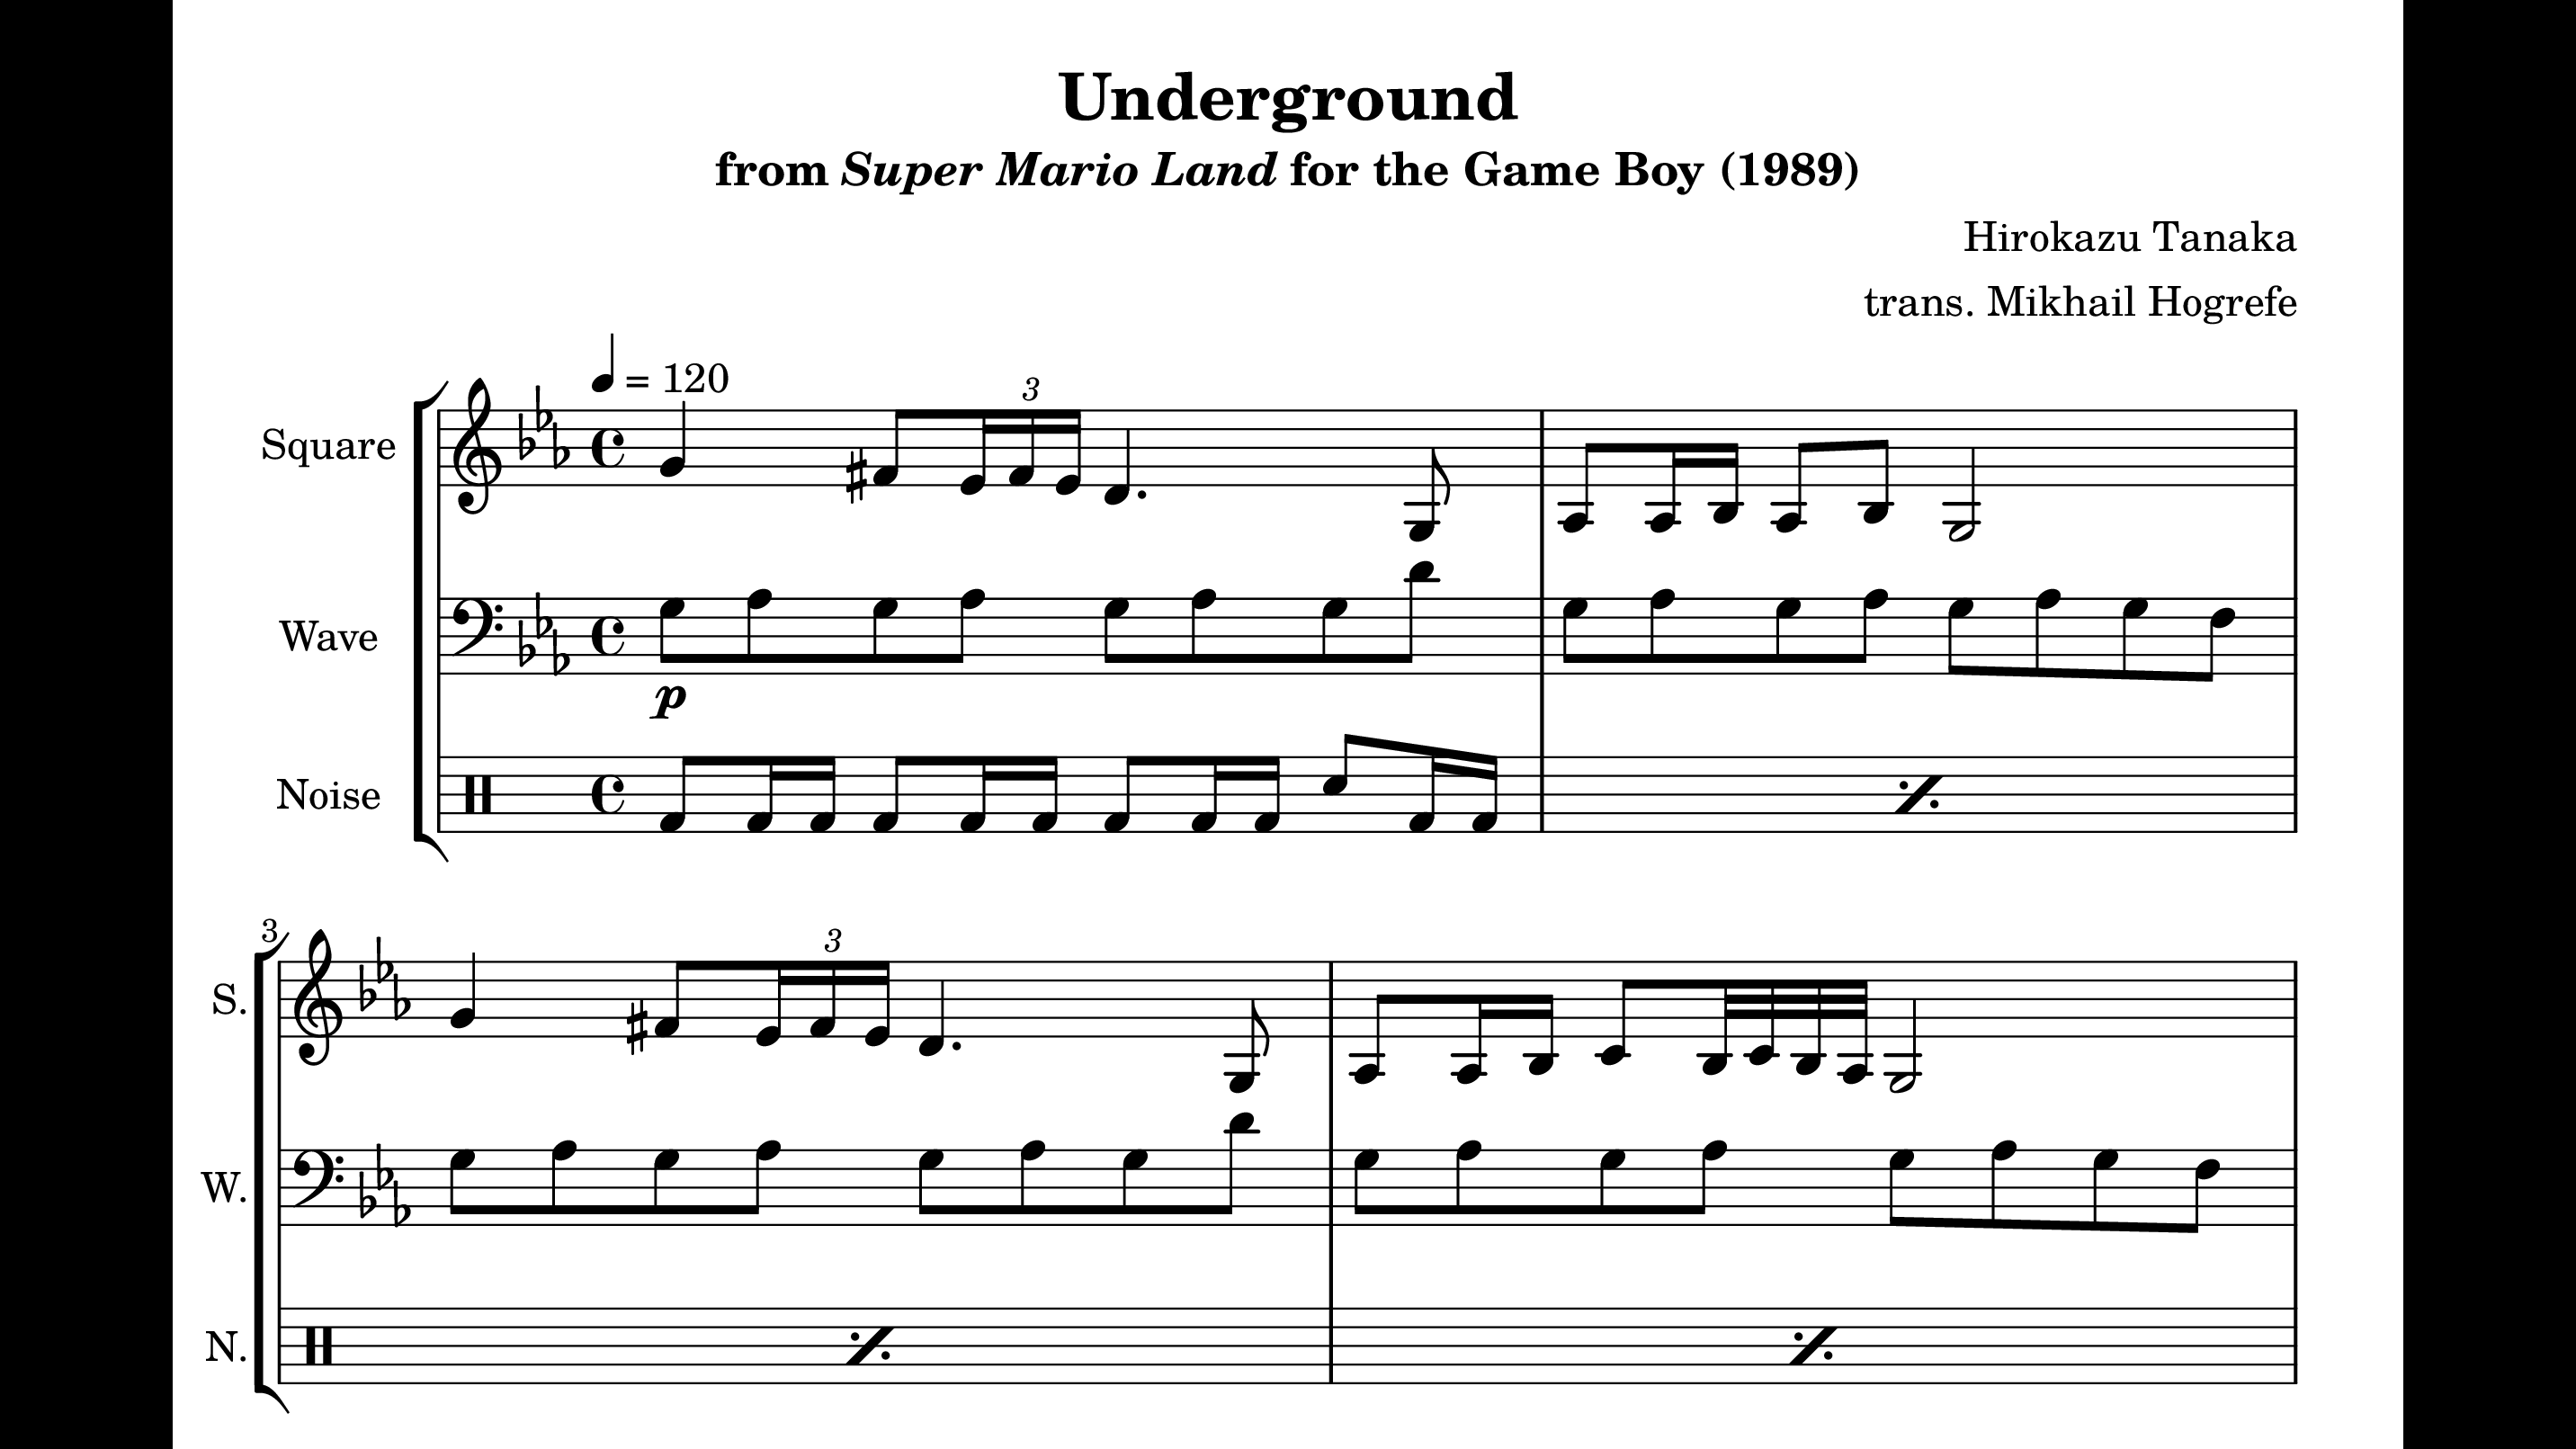 Underground
from Super Mario Land for the Game Boy (1989)
Hirokazu Tanaka
trans. Mikhail Hogrefe
= 120
3
Square
Wave
p
Noise
3
3
S.
W.
N.